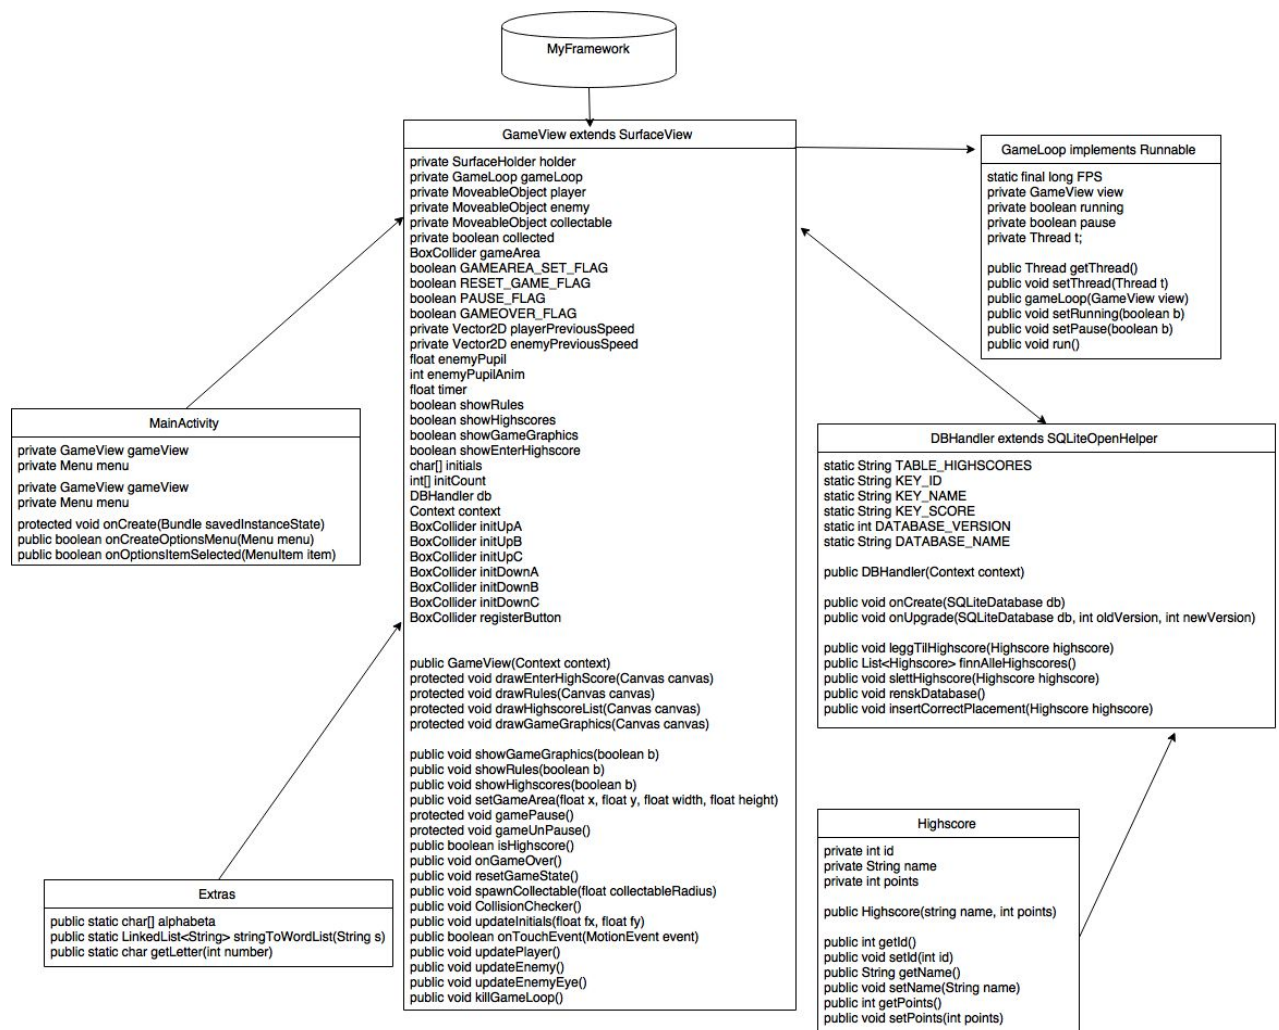 MyFramework
GameView extends SurfaceView
private SurfaceHolder holder
private GameLoop gameLoop
private MoveableObject player
private MoveableObject enemy
private MoveableObject collectable
private boolean collected
BoxCollider gameArea
boolean GAMEAREA_SET_FLAG
boolean RESET_GAME_FLAG
boolean PAUSE_FLAG
boolean GAMEOVER_FLAG
private Vector2D playerPreviousSpeed
private Vector2D enemyPreviousSpeed
float enemyPupil
int enemyPupilAnim
float timer
boolean showRules
boolean showHighscores
boolean showGameGraphics
boolean showEnterHighscore
char[] initials
int[] initCount
DBHandler db
Context context
BoxCollider initUpA
BoxCollider initUpB
BoxCollider initUpC
BoxCollider initDownA
BoxCollider initDownB
BoxCollider initDownC
BoxCollider registerButton
public GameView(Context context)
protected void drawEnterHighScore(Canvas canvas)
protected void drawRules(Canvas canvas)
protected void drawHighscoreList(Canvas canvas)
protected void drawGameGraphics(Canvas canvas)
public void showGameGraphics(boolean b)
public void showRules(boolean b)
public void showHighscores(boolean b)
public void setGameArea(float x, float y, float width, float height)
protected void gamePause()
protected void gameUnPause()
public boolean isHighscore()
public void onGameOver()
public void resetGameState()
public void spawnCollectable(float collectableRadius)
public void CollisionChecker()
public void updateInitials(float fx, float fy)
public boolean onTouchEvent(MotionEvent event)
public void updatePlayer()
public void updateEnemy()
public void updateEnemyEye()
public void killGameLoop()
GameLoop implements Runnable
static final long FPS
private GameView view
private boolean running
private boolean pause
private Thread t;
public Thread getThread()
public void setThread(Thread t)
public gameLoop(GameView view)
public void setRunning(boolean b)
public void setPause(boolean b)
public void run()
MainActivity
private GameView gameView
private Menu menu
private GameView gameView
private Menu menu
protected void onCreate(Bundle savedInstanceState)
public boolean onCreateOptionsMenu(Menu menu)
public boolean onOptionsItemSelected(MenuItem item)
DBHandler extends SQLiteOpenHelper
static String TABLE_HIGHSCORES
static String KEY_ID
static String KEY_NAME
static String KEY_SCORE
static int DATABASE_VERSION
static String DATABASE_NAME
public DBHandler(Context context)
public void onCreate(SQLiteDatabase db)
public void onUpgrade(SQLiteDatabase db, int oldVersion, int newVersion)
public void leggTilHighscore(Highscore highscore)
public List<Highscore> finnAlleHighscores()
public void slettHighscore(Highscore highscore)
public void renskDatabase()
public void insertCorrectPlacement(Highscore highscore)
Extras
public static char[] alphabeta
public static LinkedList<String> stringToWordList(String s)
public static char getLetter(int number)
Highscore
private int id
private String name
private int points
public Highscore(string name, int points)
public int getId()
public void setId(int id)
public String getName()
public void setName(String name)
public int getPoints()
public void setPoints(int points)